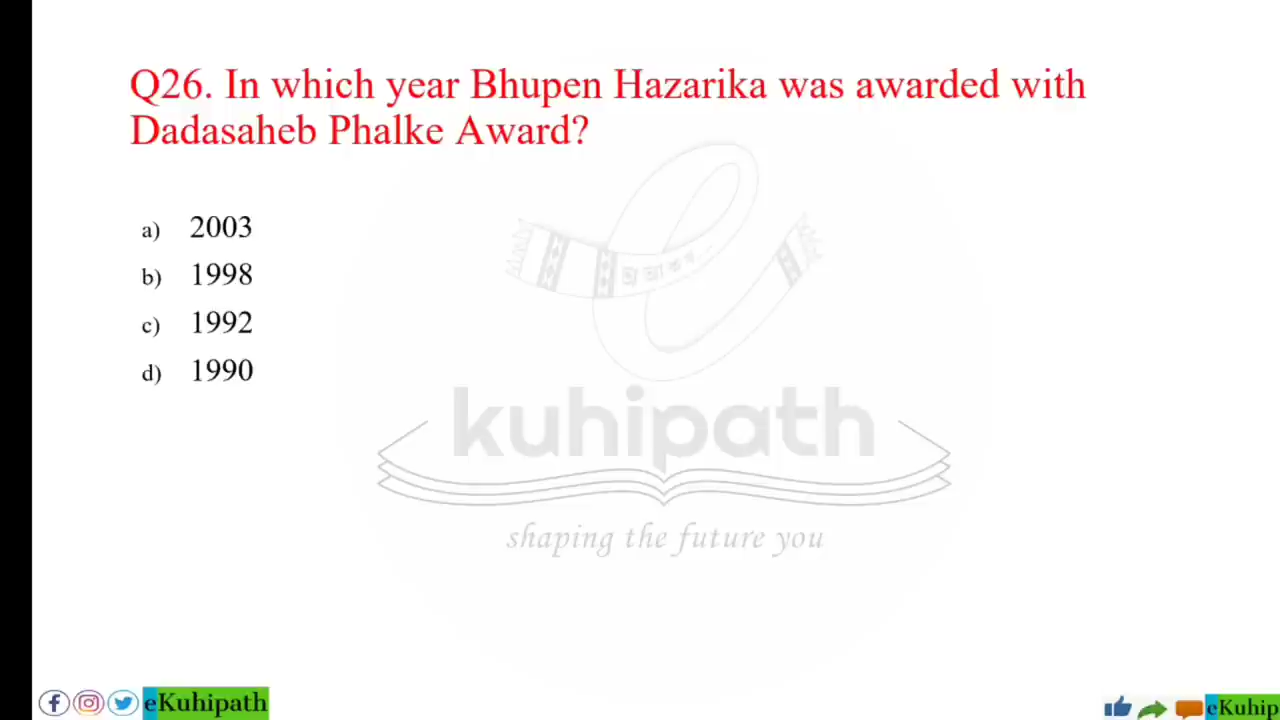 Q26. In which year Bhupen Hazarika was awarded with
Dadasaheb Phalke Award?
a) 2003
b) 1998
c) 1992
d) 1990
kuhipath
shaping the future you
eKuhipath
eKuhip